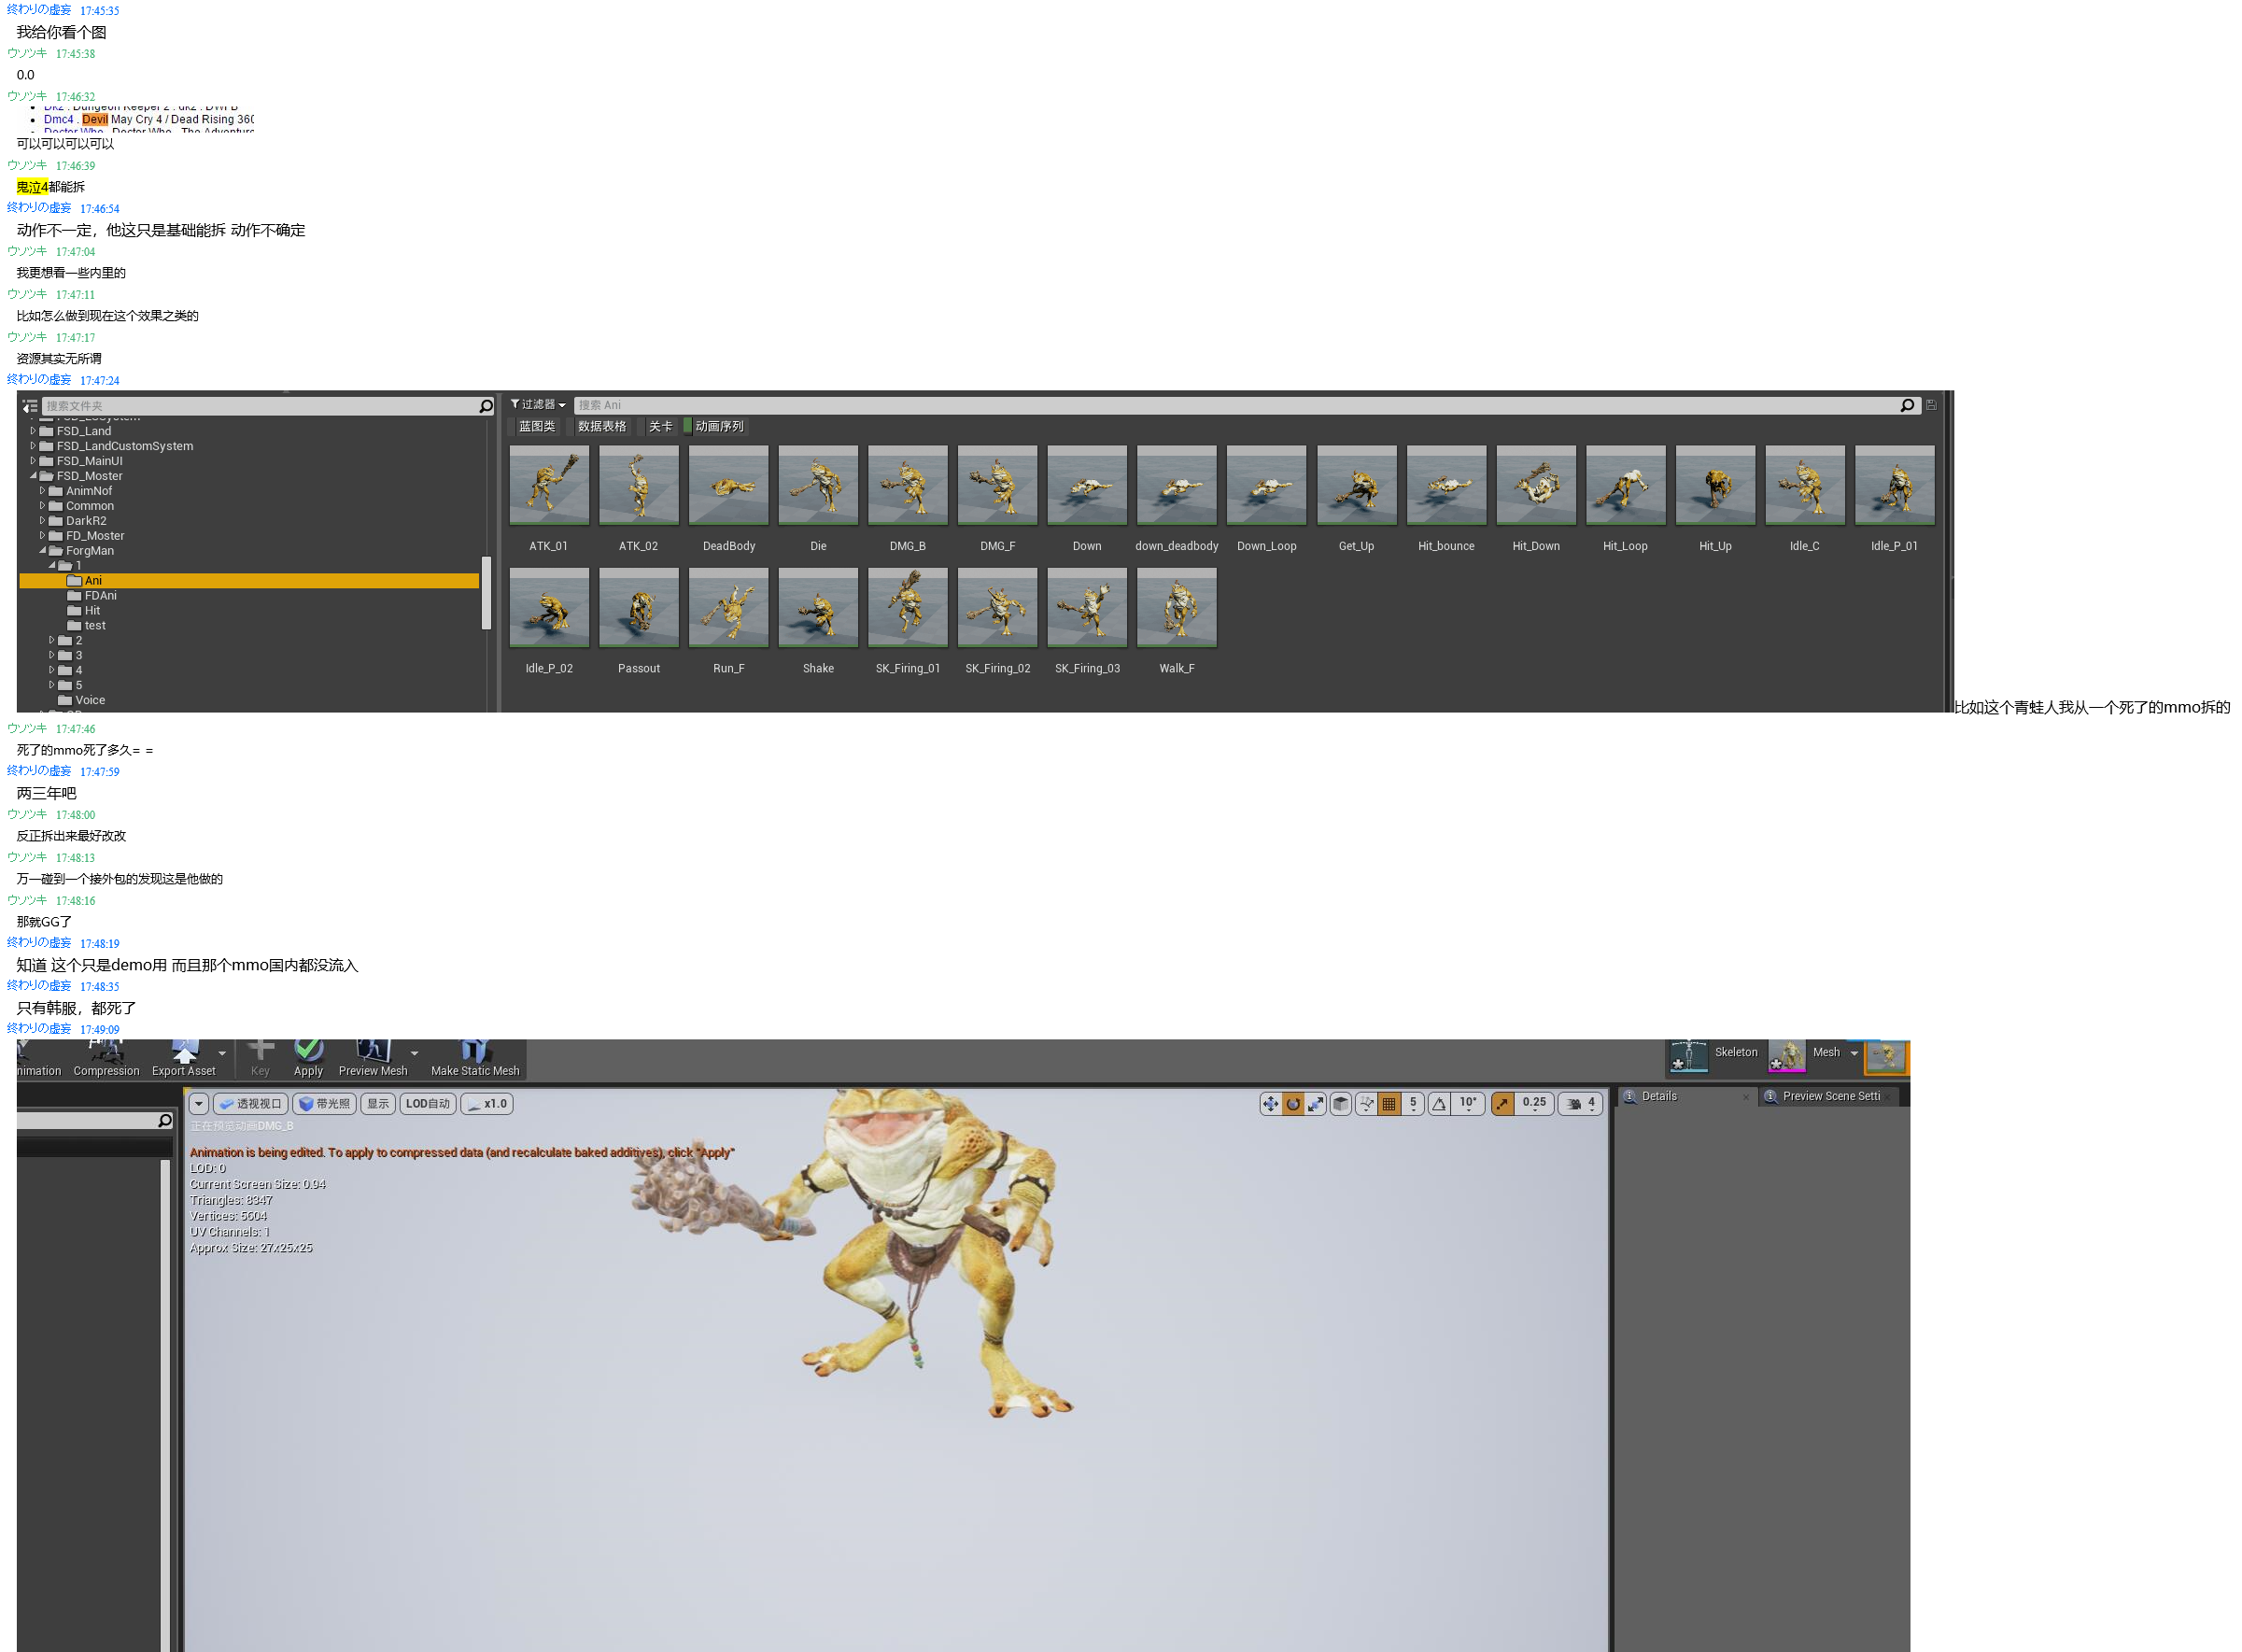 终わりの虚妄 17:45:35
我给你看个图
ウソツキ 17:45:38
0.0
ウソツキ 17:46:32
Dk2 . Dungeon Keeper 2 . dk2 . DWFB
Dmc4 . Devil May Cry 4 / Dead Rising 360
Doctor Who . Doctor Who - The Adventure
可以可以可以可以
ウソツキ 17:46:39
鬼泣4都能拆
终わりの虚妄 17:46:54
动作不一定，他这只是基础能拆 动作不确定
ウソツキ 17:47:04
我更想看一些内里的
ウソツキ 17:47:11
比如怎么做到现在这个效果之类的
ウソツキ 17:47:17
资源其实无所谓
终わりの虚妄 17:47:24
搜索文件夹
过滤器
搜索 Ani
蓝图类 数据表格 关卡 动画序列
FSD_Land
FSD_LandCustomSystem
FSD_MainUI
FSD_Moster
AnimNof
Common
DarkR2
FD_Moster
ForgMan
1
Ani
FDAni
Hit
test
2
3
4
5
Voice
ATK_01 ATK_02 DeadBody Die DMG_B DMG_F Down down_deadbody Down_Loop Get_Up Hit_bounce Hit_Down Hit_Loop Hit_Up Idle_C Idle_P_01
Idle_P_02 Passout Run_F Shake SK_Firing_01 SK_Firing_02 SK_Firing_03 Walk_F
比如这个青蛙人我从一个死了的mmo拆的
ウソツキ 17:47:46
死了的mmo死了多久= =
终わりの虚妄 17:47:59
两三年吧
ウソツキ 17:48:00
反正拆出来最好改改
ウソツキ 17:48:13
万一碰到一个接外包的发现这是他做的
ウソツキ 17:48:16
那就GG了
终わりの虚妄 17:48:19
知道 这个只是demo用 而且那个mmo国内都没流入
终わりの虚妄 17:48:35
只有韩服，都死了
终わりの虚妄 17:49:09
nimation Compression Export Asset Key Apply Preview Mesh Make Static Mesh
Skeleton Mesh
透视视口 带光照 显示 LOD自动 x1.0
5 10° 0.25 4
Details Preview Scene Setti
正在预览动画DMG_B
Animation is being edited. To apply to compressed data (and recalculate baked additives), click "Apply"
LOD: 0
Current Screen Size: 0.94
Triangles: 8347
Vertices: 5604
UV Channels: 1
Approx Size: 27x25x25